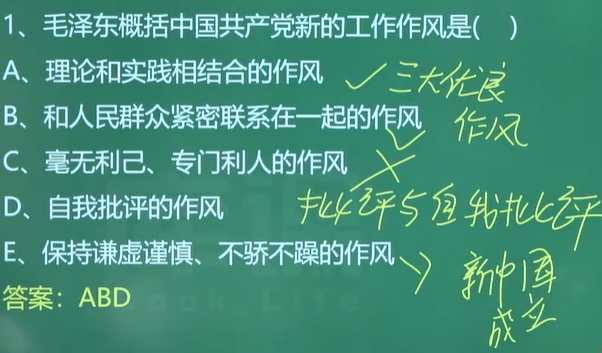 1、毛泽东概括中国共产党新的工作作风是(    )
A、理论和实践相结合的作风
三大优良
B、和人民群众紧密联系在一起的作风
作风
C、毫无利己、专门利人的作风
D、自我批评的作风
批评与自我批评
E、保持谦虚谨慎、不骄不躁的作风
新中国
成立
答案：ABD